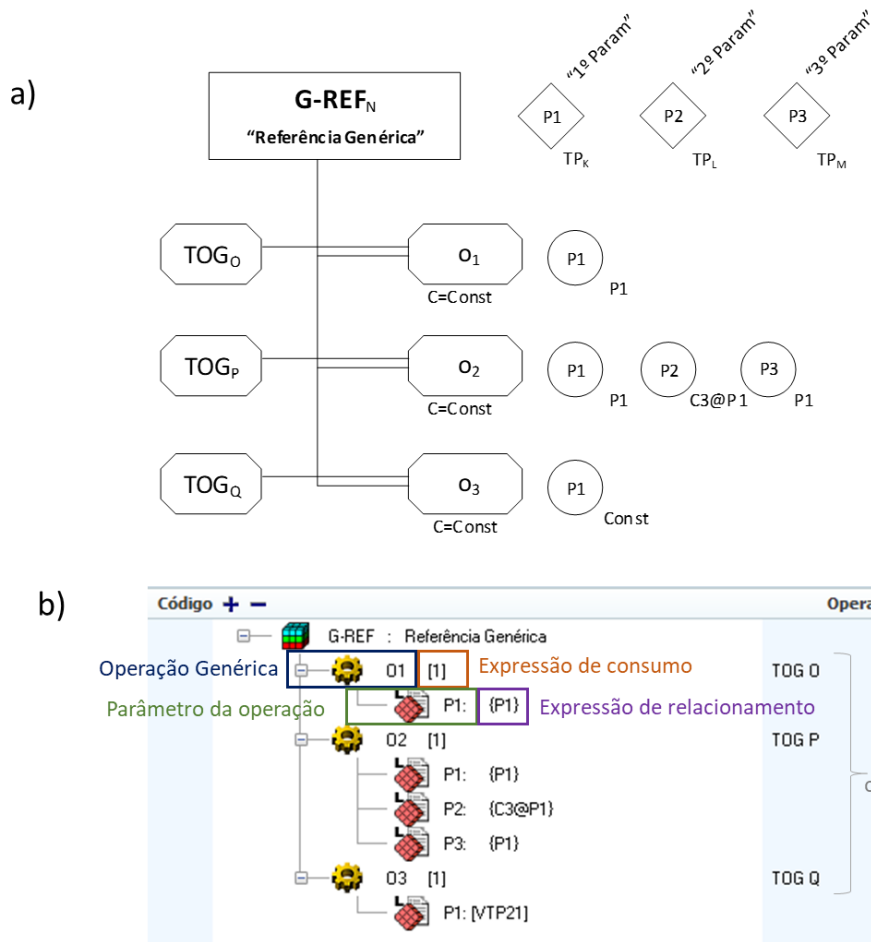 a)
G-REFN
“Referência Genérica”
“1º Param”
“2º Param”
“3º Param”
P1
P2
P3
TPK
TPL
TPM
TOGO
O1
P1
C=Const
P1
TOGP
O2
P1
P2
P3
C=Const
P1
C3@P1
P1
TOGQ
O3
P1
C=Const
Const
b)
Código + −
Opera
G-REF : Referência Genérica
Operação Genérica
O1 [1]
Expressão de consumo
TOG O
Parâmetro da operação
P1: {P1}
Expressão de relacionamento
O2 [1]
TOG P
P1: {P1}
P2: {C3@P1}
P3: {P1}
O3 [1]
TOG Q
P1: [VTP21]